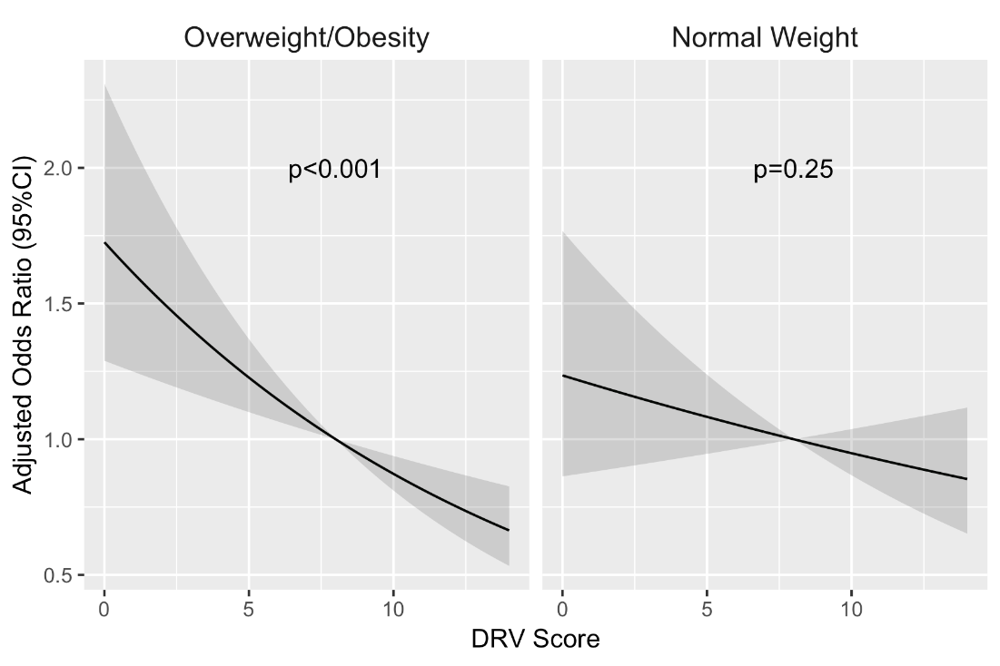 Overweight/Obesity
Normal Weight
Adjusted Odds Ratio (95%CI)
2.0
1.5
1.0
0.5
p<0.001
p=0.25
0 5 10
0 5 10
DRV Score